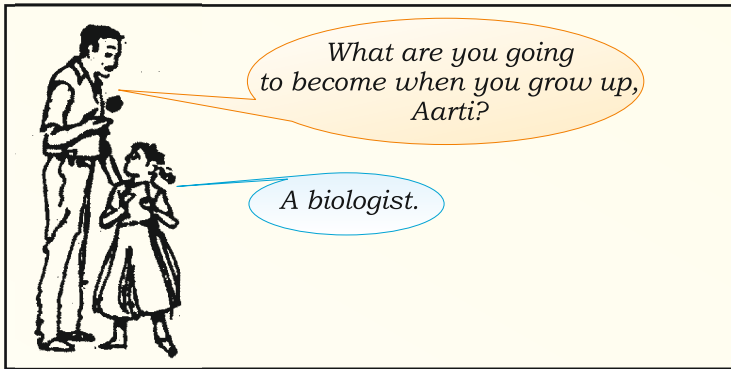 What are you going
to become when you grow up,
Aarti?
A biologist.